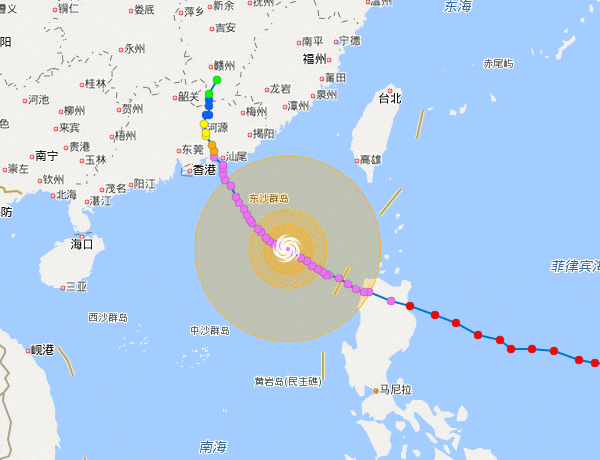 遵义
铜仁
娄底
萍乡
新余
抚州
温州
东海
吉安
阳
永州
南平
宁德
福州
赣州
赤尾屿
桂林
韶关
龙岩
莆田
泉州
台北
河池
柳州
贺州
梅州
漳州
色
来宾
梧州
河源
揭阳
贵港
南宁
玉林
东莞
汕尾
高雄
崇左
香港
钦州
茂名
阳江
北海
湛江
东沙群岛
防
海口
菲律宾海
三亚
西沙群岛
中沙群岛
岘港
黄岩岛(民主礁)
马尼拉
南海